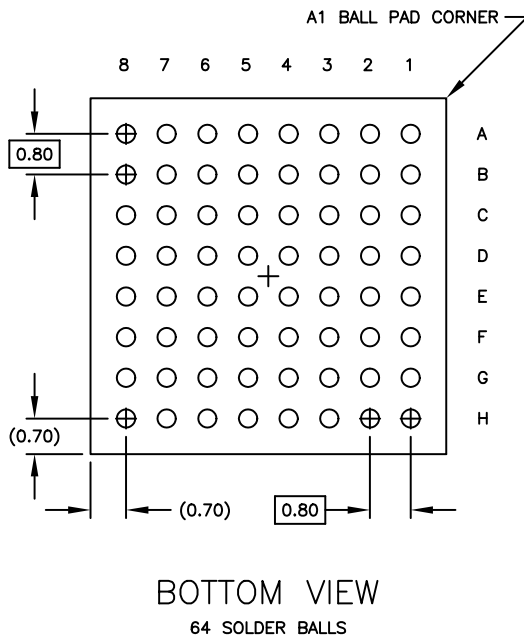 A1 BALL PAD CORNER
8 7 6 5 4 3 2 1
A
0.80
B
C
D
E
F
G
H
(0.70)
(0.70)
0.80
BOTTOM VIEW
64 SOLDER BALLS